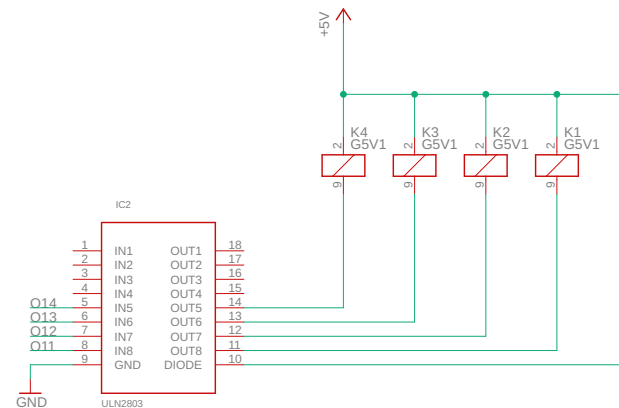 +5V
K4 K3 K2 K1
G5V1 G5V1 G5V1 G5V1
2 2 2 2
9 9 9 9
IC2
1 IN1 OUT1 18
2 IN2 OUT2 17
3 IN3 OUT3 16
4 IN4 OUT4 15
O14 5 IN5 OUT5 14
O13 6 IN6 OUT6 13
O12 7 IN7 OUT7 12
O11 8 IN8 OUT8 11
9 GND DIODE 10
GND
ULN2803